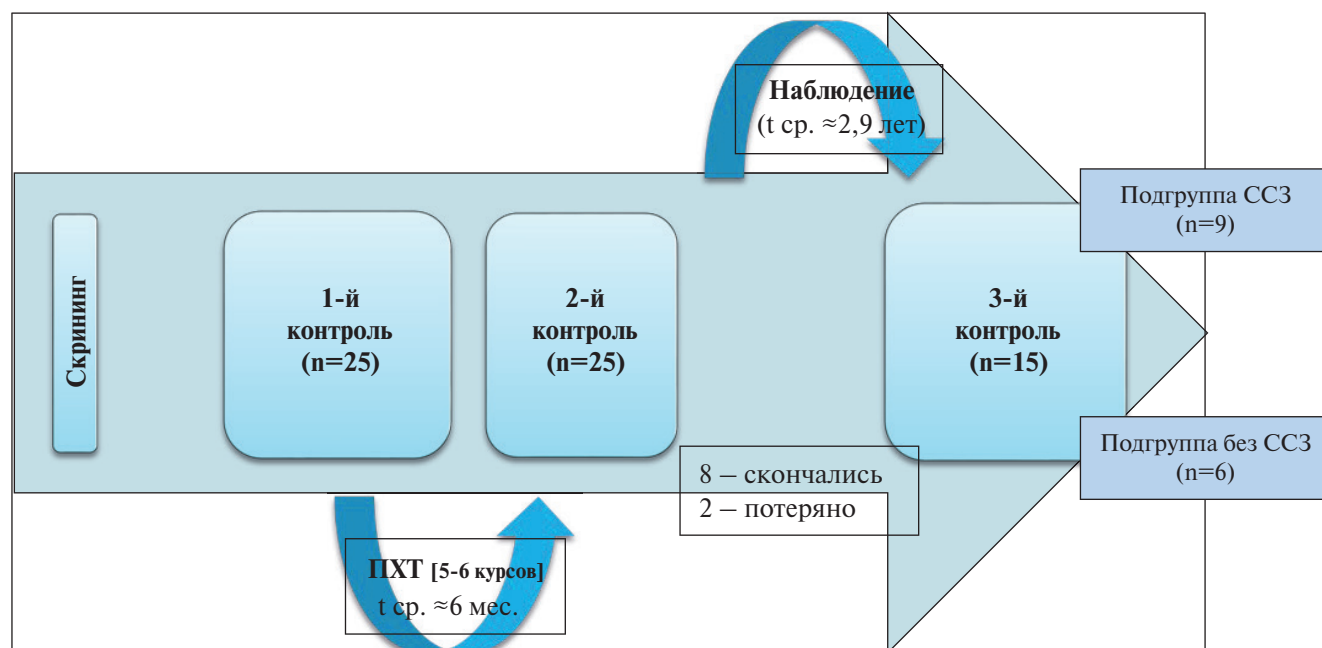 Наблюдение
(t ср. ≈2,9 лет)
Скрининг
1-й
контроль
(n=25)
2-й
контроль
(n=25)
3-й
контроль
(n=15)
Подгруппа ССЗ
(n=9)
Подгруппа без ССЗ
(n=6)
8 – скончались
2 – потеряно
ПХТ [5-6 курсов]
t ср. ≈6 мес.